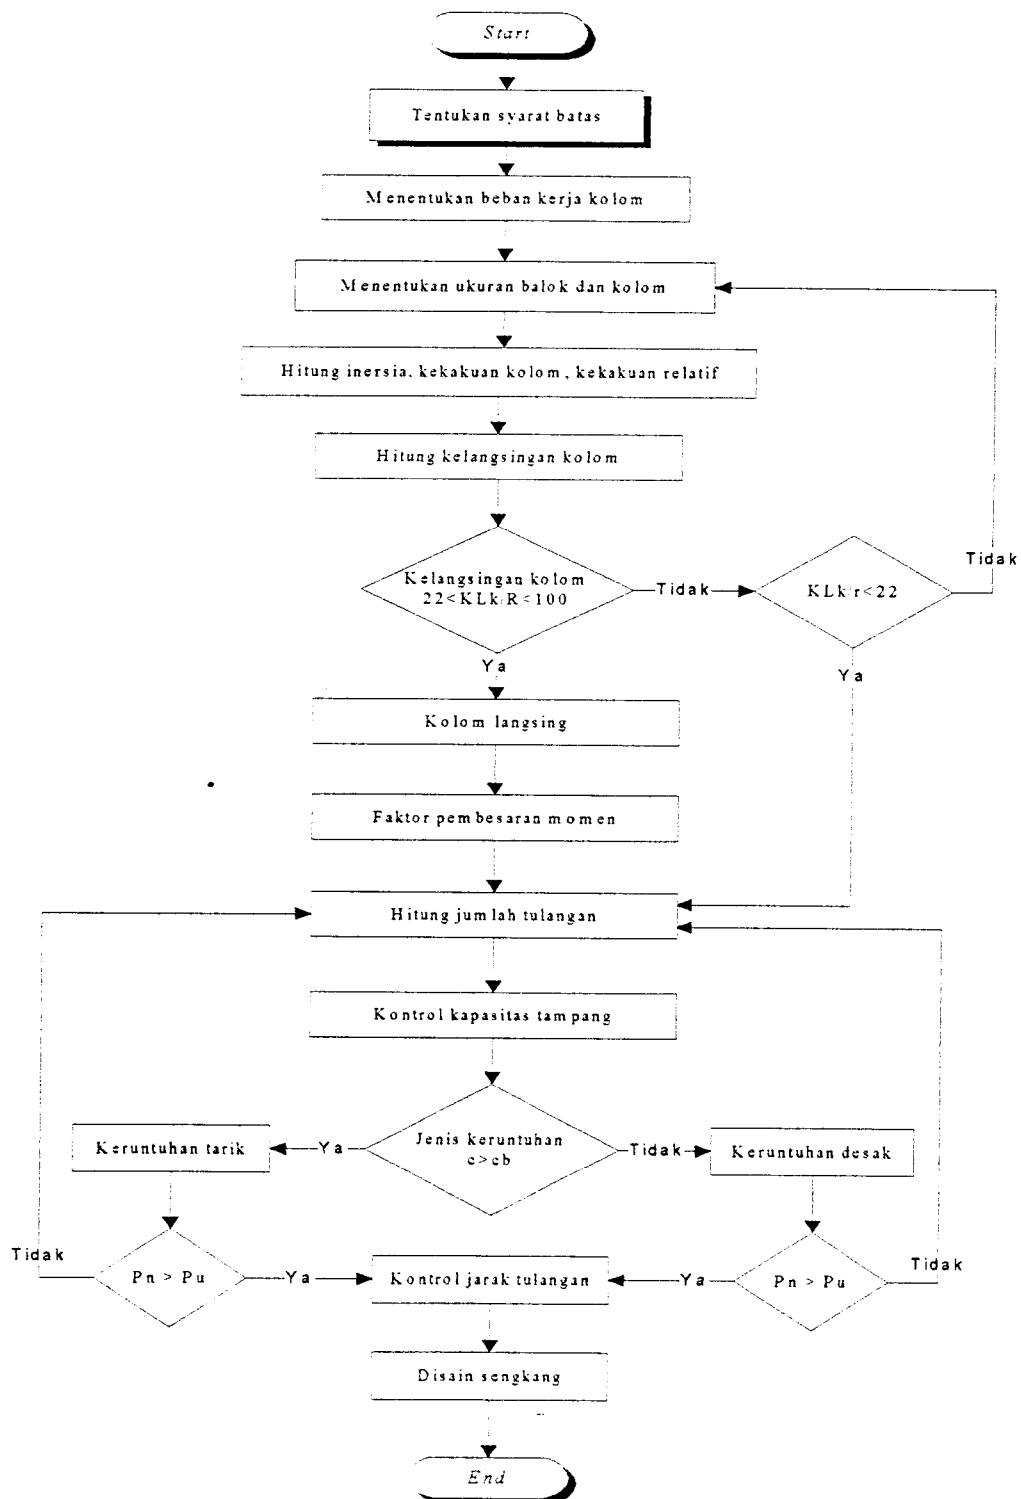 Start
Tentukan syarat batas
Menentukan beban kerja kolom
Menentukan ukuran balok dan kolom
Hitung inersia, kekakuan kolom, kekakuan relatif
Hitung kelangsingan kolom
Kelangsingan kolom
22<KLk/R<100
Tidak
KLk/r<22
Tidak
Ya
Ya
Kolom langsing
Faktor pembesaran momen
Hitung jumlah tulangan
Kontrol kapasitas tampang
Jenis keruntuhan
c>cb
Ya
Keruntuhan tarik
Tidak
Keruntuhan desak
Tidak
Pn > Pu
Ya
Kontrol jarak tulangan
Ya
Pn > Pu
Tidak
Disain sengkang
End